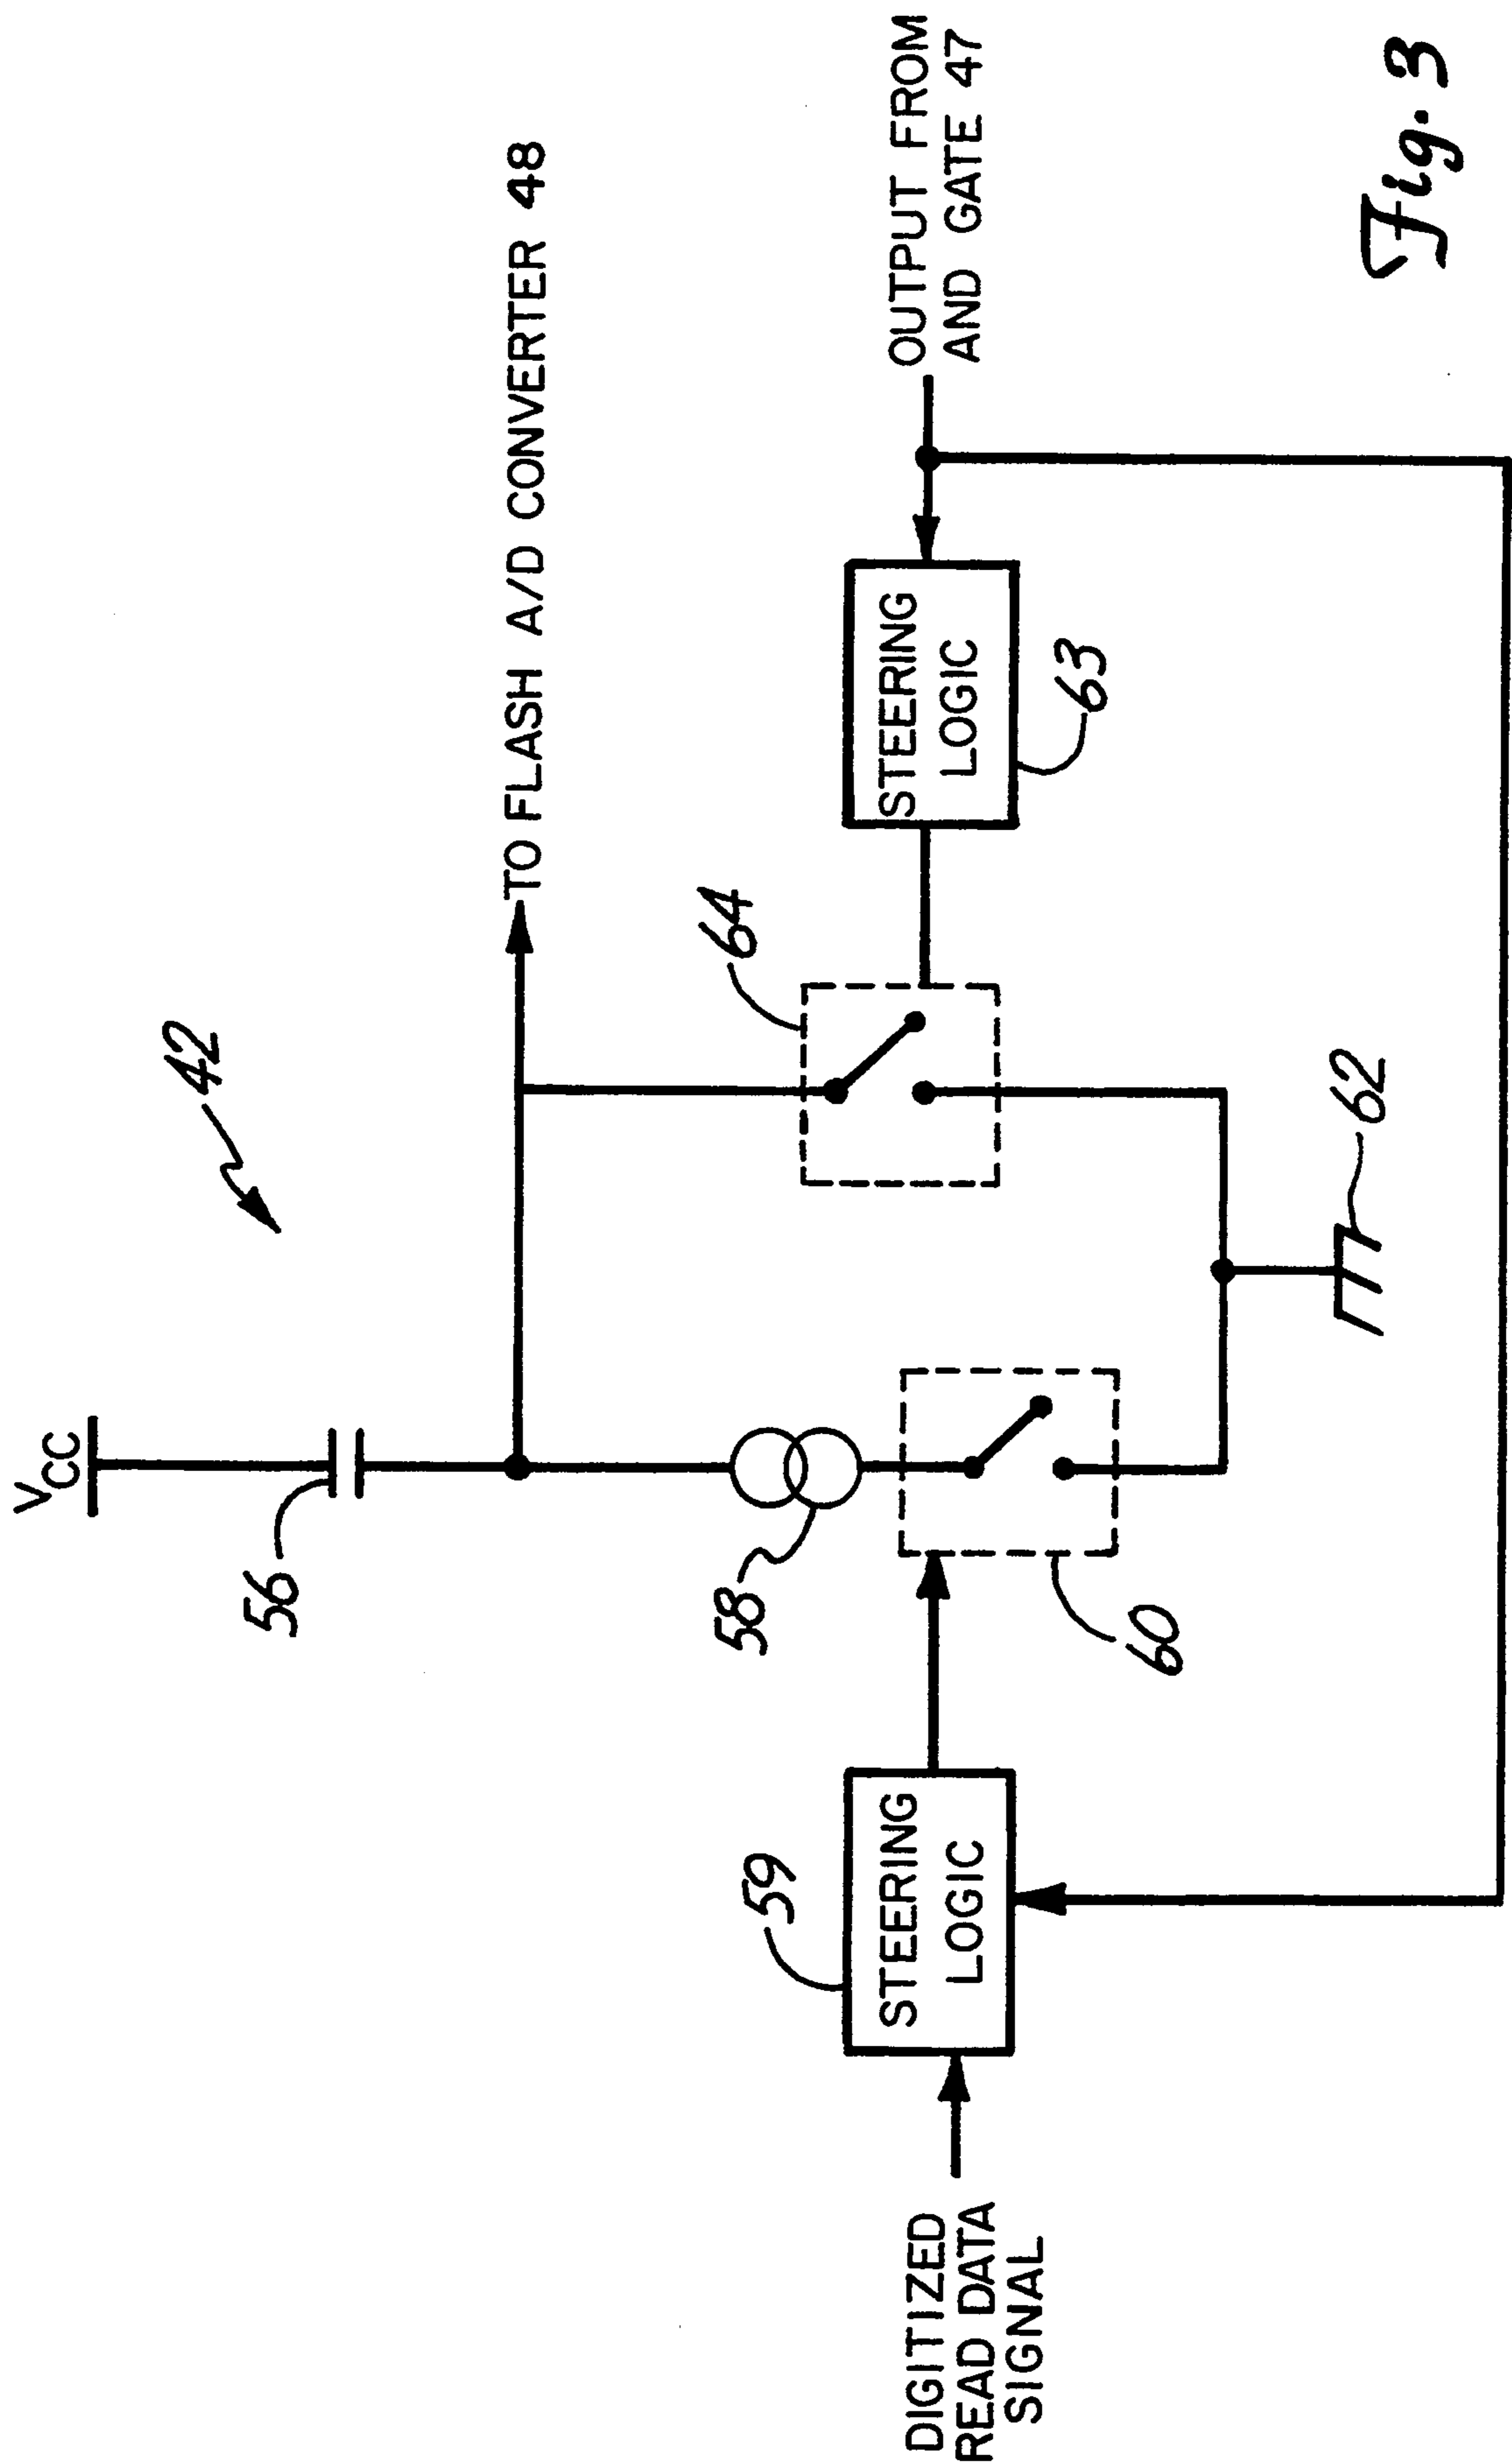 V_CC
42
56
TO FLASH A/D CONVERTER 48
58
64
59
STEERING
LOGIC
STEERING
LOGIC
OUTPUT FROM
AND GATE 47
DIGITIZED
READ DATA
SIGNAL
60
63
62
Fig. 3